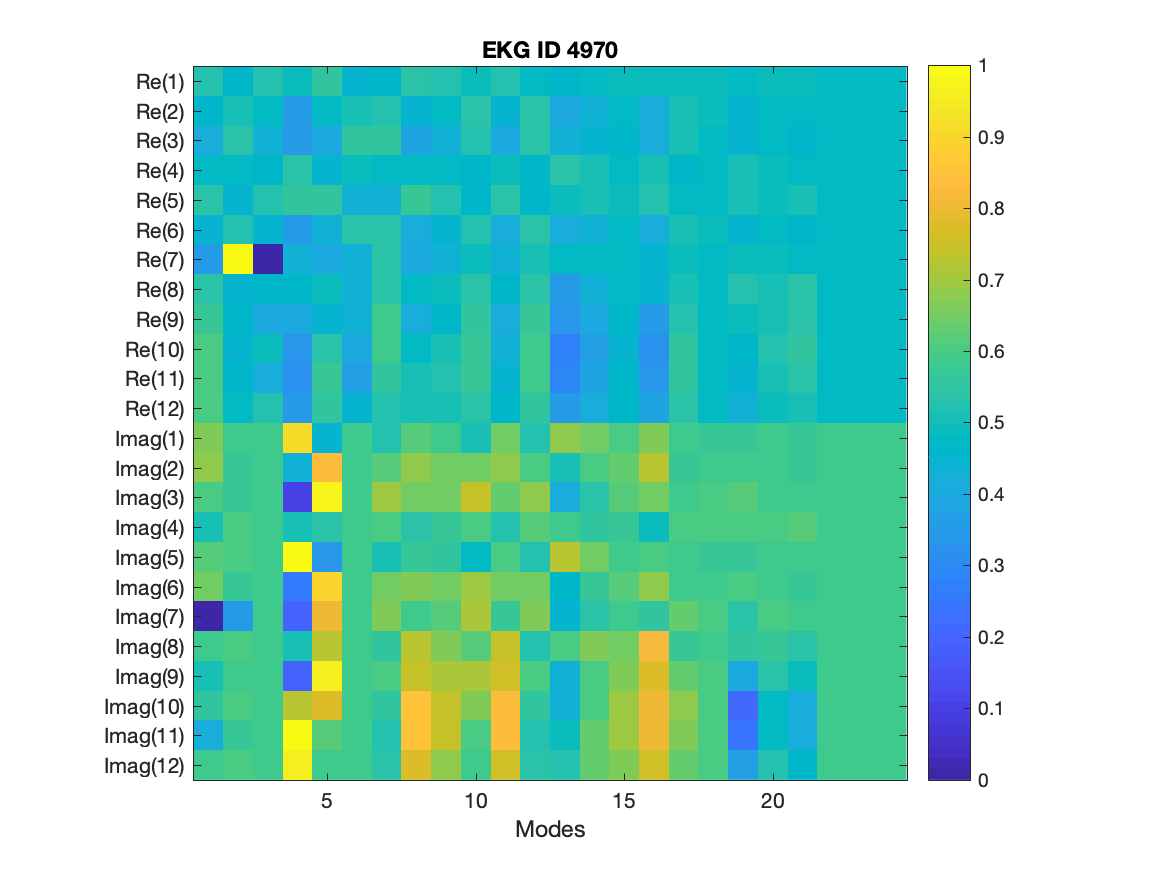 EKG ID 4970
Re(1)
Re(2)
Re(3)
Re(4)
Re(5)
Re(6)
Re(7)
Re(8)
Re(9)
Re(10)
Re(11)
Re(12)
Imag(1)
Imag(2)
Imag(3)
Imag(4)
Imag(5)
Imag(6)
Imag(7)
Imag(8)
Imag(9)
Imag(10)
Imag(11)
Imag(12)
5 10 15 20
Modes
1
0.9
0.8
0.7
0.6
0.5
0.4
0.3
0.2
0.1
0